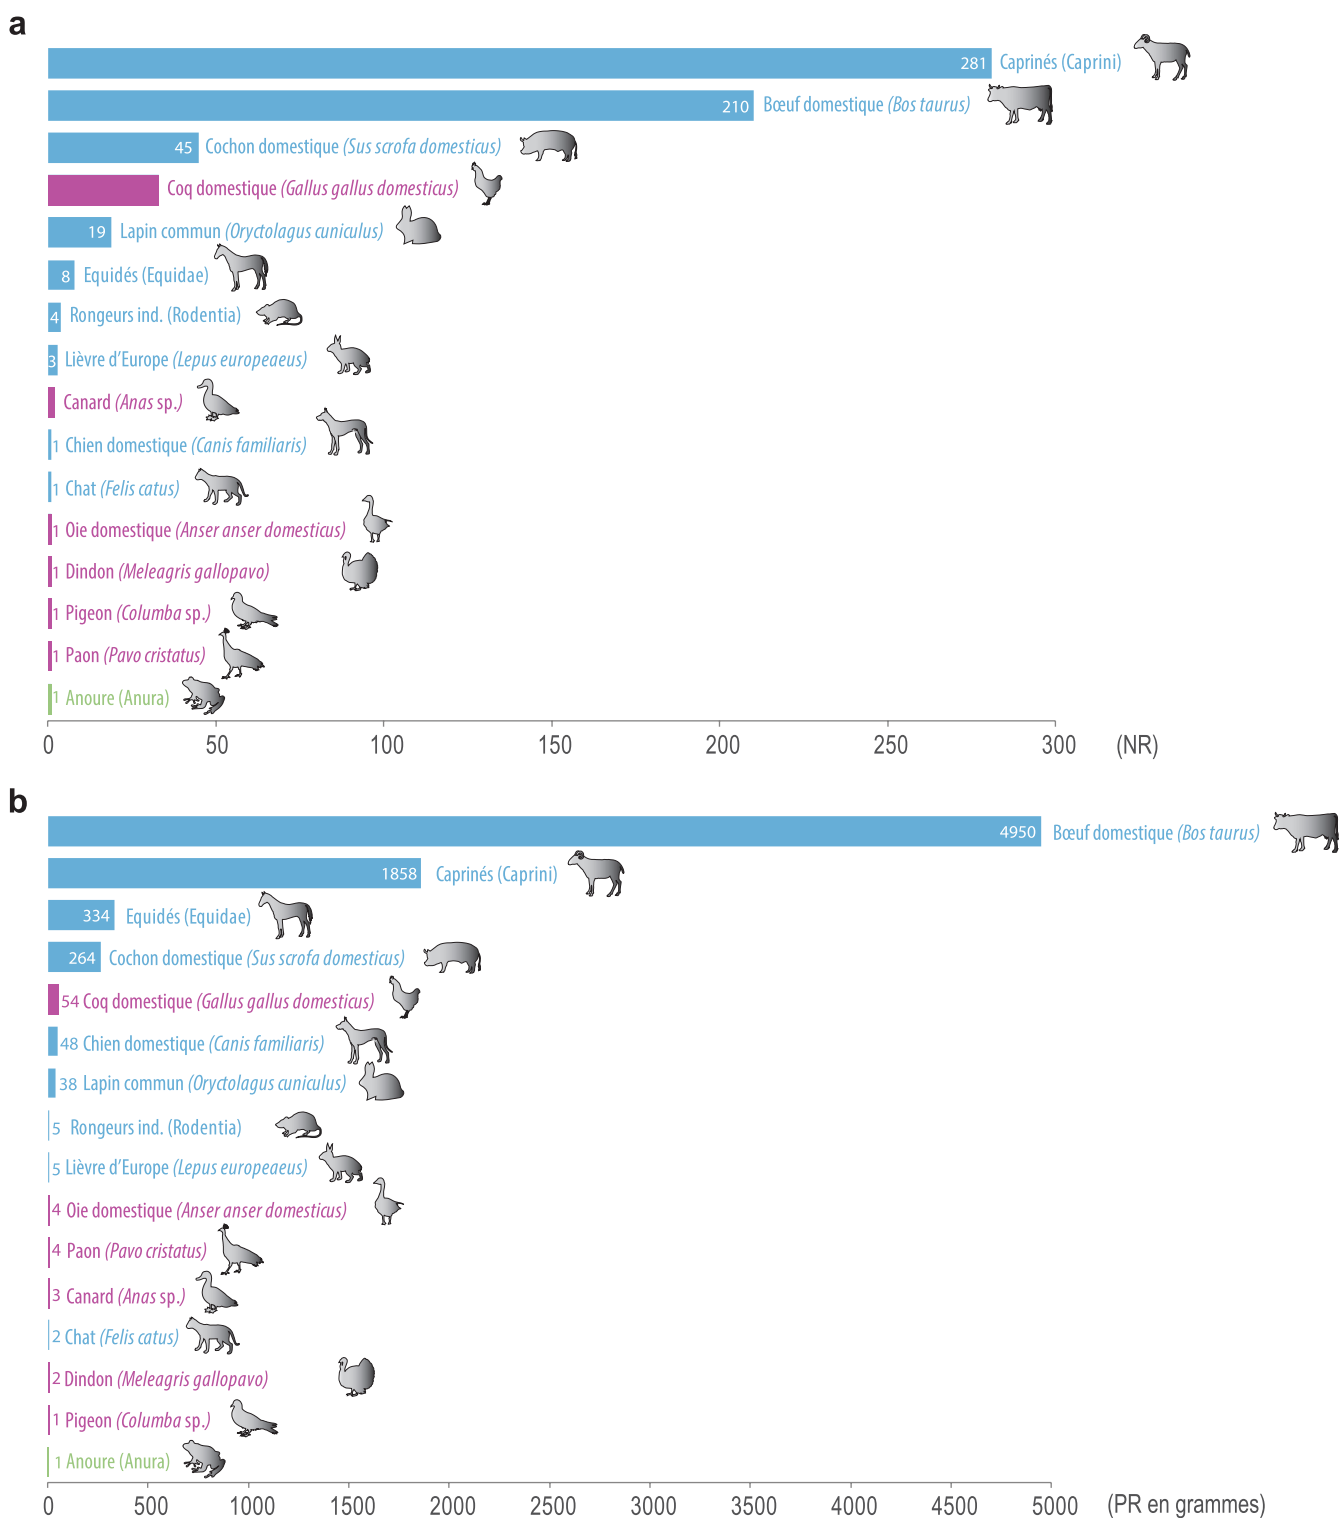 a
281 Caprinés (Caprini)
210 Bœuf domestique (Bos taurus)
45 Cochon domestique (Sus scrofa domesticus)
Coq domestique (Gallus gallus domesticus)
19 Lapin commun (Oryctolagus cuniculus)
8 Equidés (Equidae)
4 Rongeurs ind. (Rodentia)
3 Lièvre d'Europe (Lepus europeaeus)
Canard (Anas sp.)
1 Chien domestique (Canis familiaris)
1 Chat (Felis catus)
1 Oie domestique (Anser anser domesticus)
1 Dindon (Meleagris gallopavo)
1 Pigeon (Columba sp.)
1 Paon (Pavo cristatus)
1 Anoure (Anura)
0 50 100 150 200 250 300 (NR)
b
4950 Bœuf domestique (Bos taurus)
1858 Caprinés (Caprini)
334 Equidés (Equidae)
264 Cochon domestique (Sus scrofa domesticus)
54 Coq domestique (Gallus gallus domesticus)
48 Chien domestique (Canis familiaris)
38 Lapin commun (Oryctolagus cuniculus)
5 Rongeurs ind. (Rodentia)
5 Lièvre d'Europe (Lepus europeaeus)
4 Oie domestique (Anser anser domesticus)
4 Paon (Pavo cristatus)
3 Canard (Anas sp.)
2 Chat (Felis catus)
2 Dindon (Meleagris gallopavo)
1 Pigeon (Columba sp.)
1 Anoure (Anura)
0 500 1000 1500 2000 2500 3000 3500 4000 4500 5000 (PR en grammes)